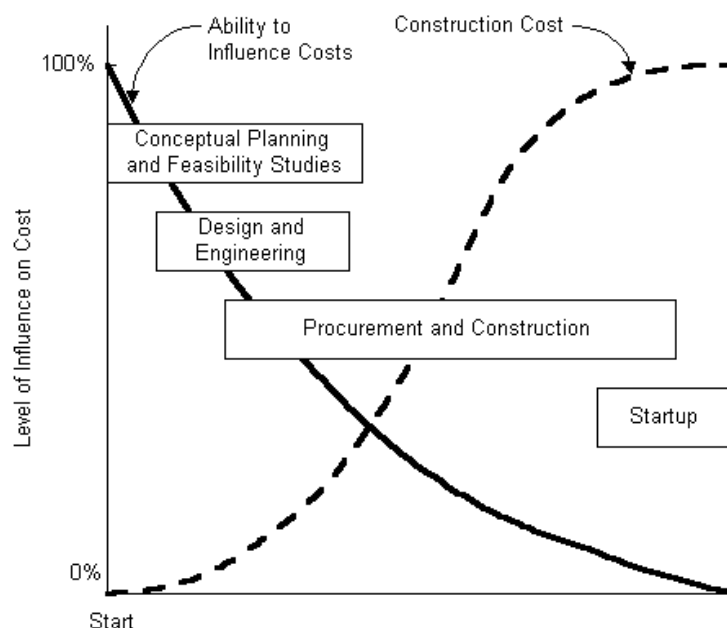 Ability to
Influence Costs
Construction Cost
100%
Conceptual Planning
and Feasibility Studies
Design and
Engineering
Procurement and Construction
Level of Influence on Cost
Startup
0%
Start